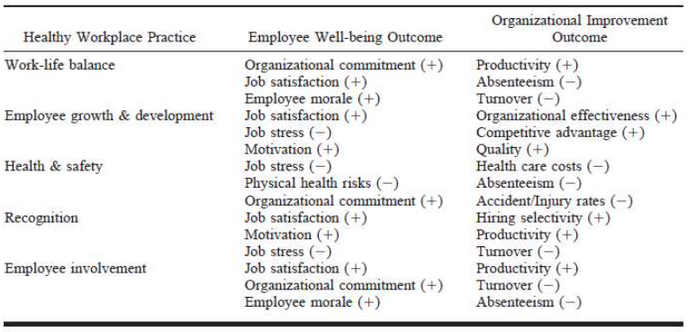 Healthy Workplace Practice Employee Well-being Outcome Organizational Improvement Outcome
Work-life balance Organizational commitment (+) Productivity (+)
Job satisfaction (+) Absenteeism (−)
Employee morale (+) Turnover (−)
Employee growth & development Job satisfaction (+) Organizational effectiveness (+)
Job stress (−) Competitive advantage (+)
Motivation (+) Quality (+)
Health & safety Job stress (−) Health care costs (−)
Physical health risks (−) Absenteeism (−)
Organizational commitment (+) Accident/Injury rates (−)
Recognition Job satisfaction (+) Hiring selectivity (+)
Motivation (+) Productivity (+)
Job stress (−) Turnover (−)
Employee involvement Job satisfaction (+) Productivity (+)
Organizational commitment (+) Turnover (−)
Employee morale (+) Absenteeism (−)